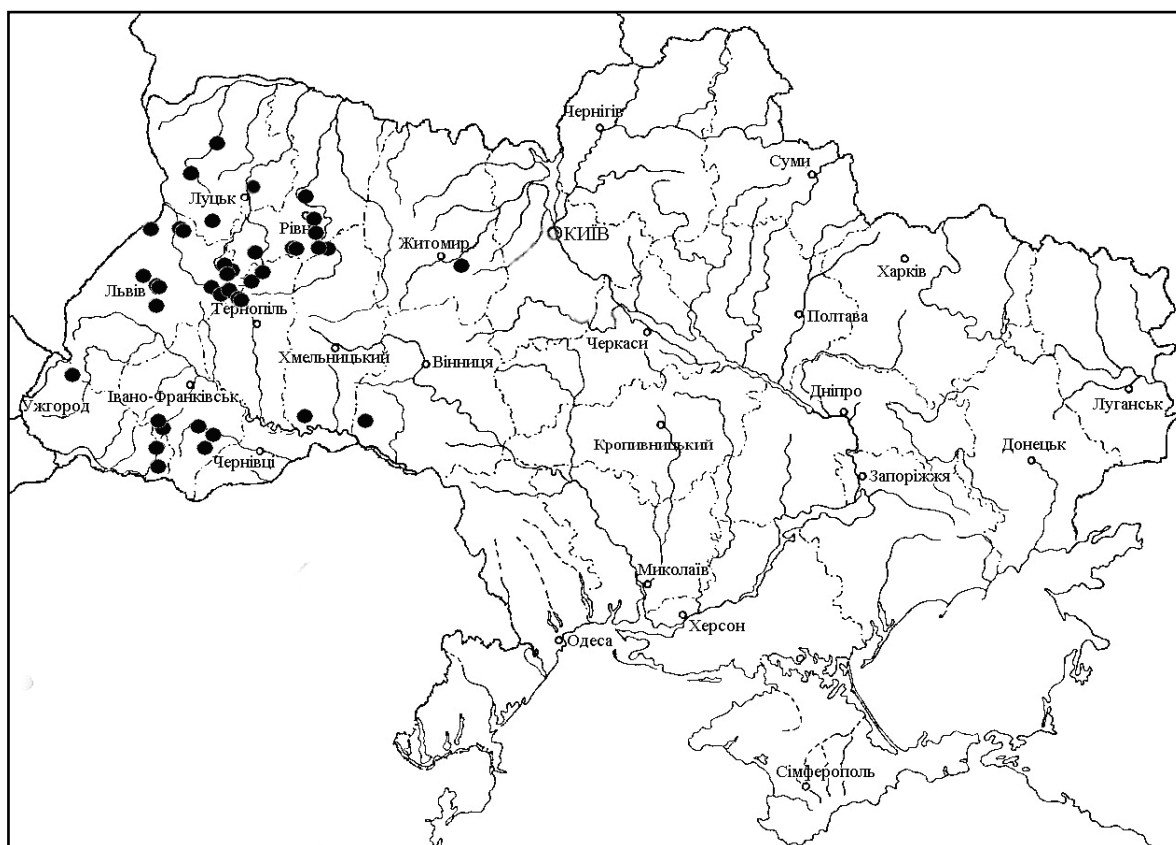 Чернігів
Суми
Луцьк
Рівн
КИЇВ
Житомир
Харків
Львів
Тернопіль
Полтава
Черкаси
Хмельницький
Вінниця
Івано-Франківськ
Ужгород
Дніпро
Луганськ
Кропивницький
Донецьк
Чернівці
Запоріжжя
Миколаїв
Херсон
Одеса
Сімферополь